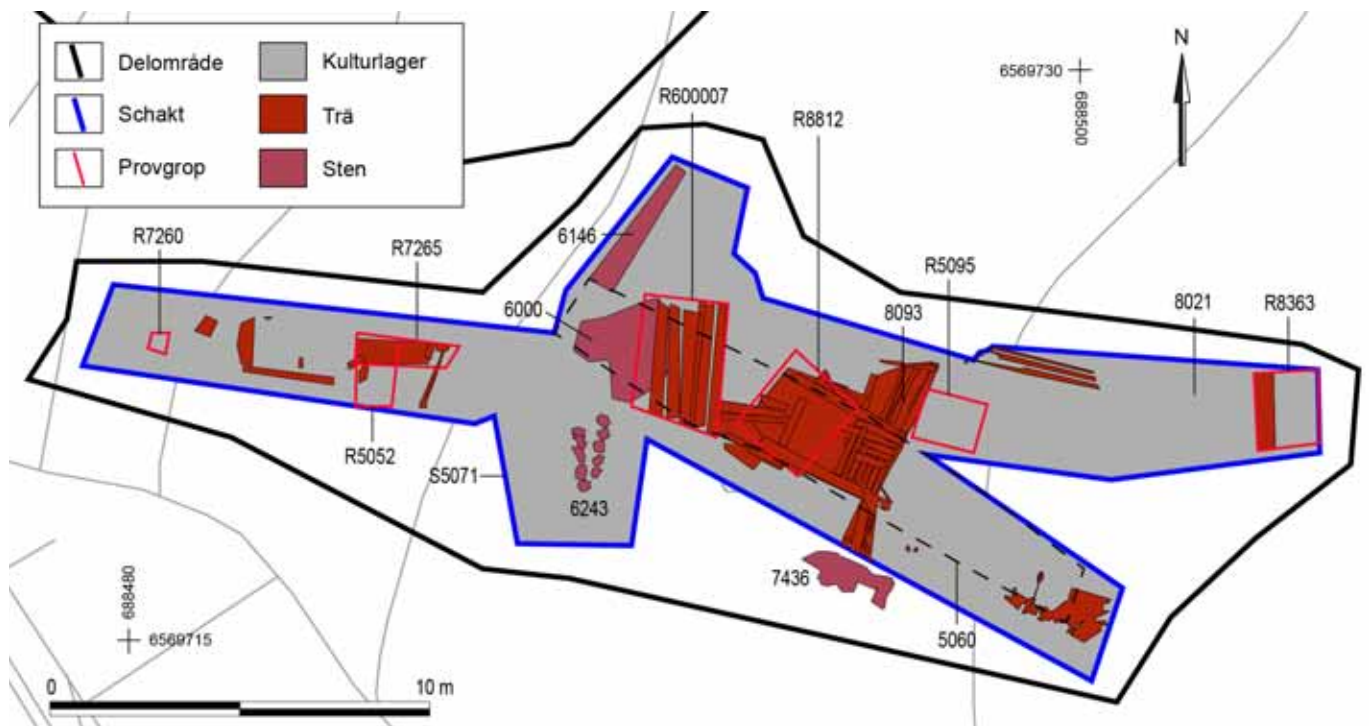 Delområde
Kulturlager
Schakt
Trä
Provgrop
Sten
R600007
R8812
6569730
688500
N
R7260
R7265
6146
6000
R5095
8093
8021
R8363
R5052
S5071
6243
7436
5060
688480
6569715
0
10 m